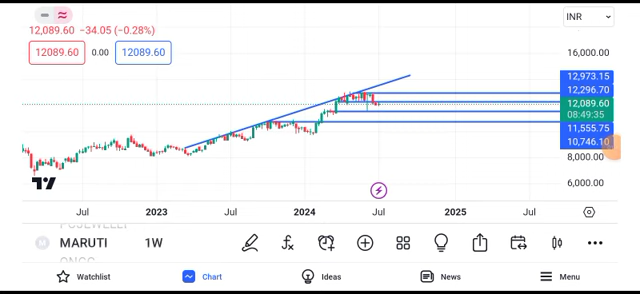 INR
12,089.60 −34.05 (−0.28%)
12089.60 0.00 12089.60
16,000.00
12,973.15
12,296.70
12,089.60
08:49:35
11,555.75
10,746.10
8,000.00
6,000.00
Jul 2023 Jul 2024 Jul 2025 Jul
MARUTI 1W
ONGC
Watchlist Chart Ideas News Menu